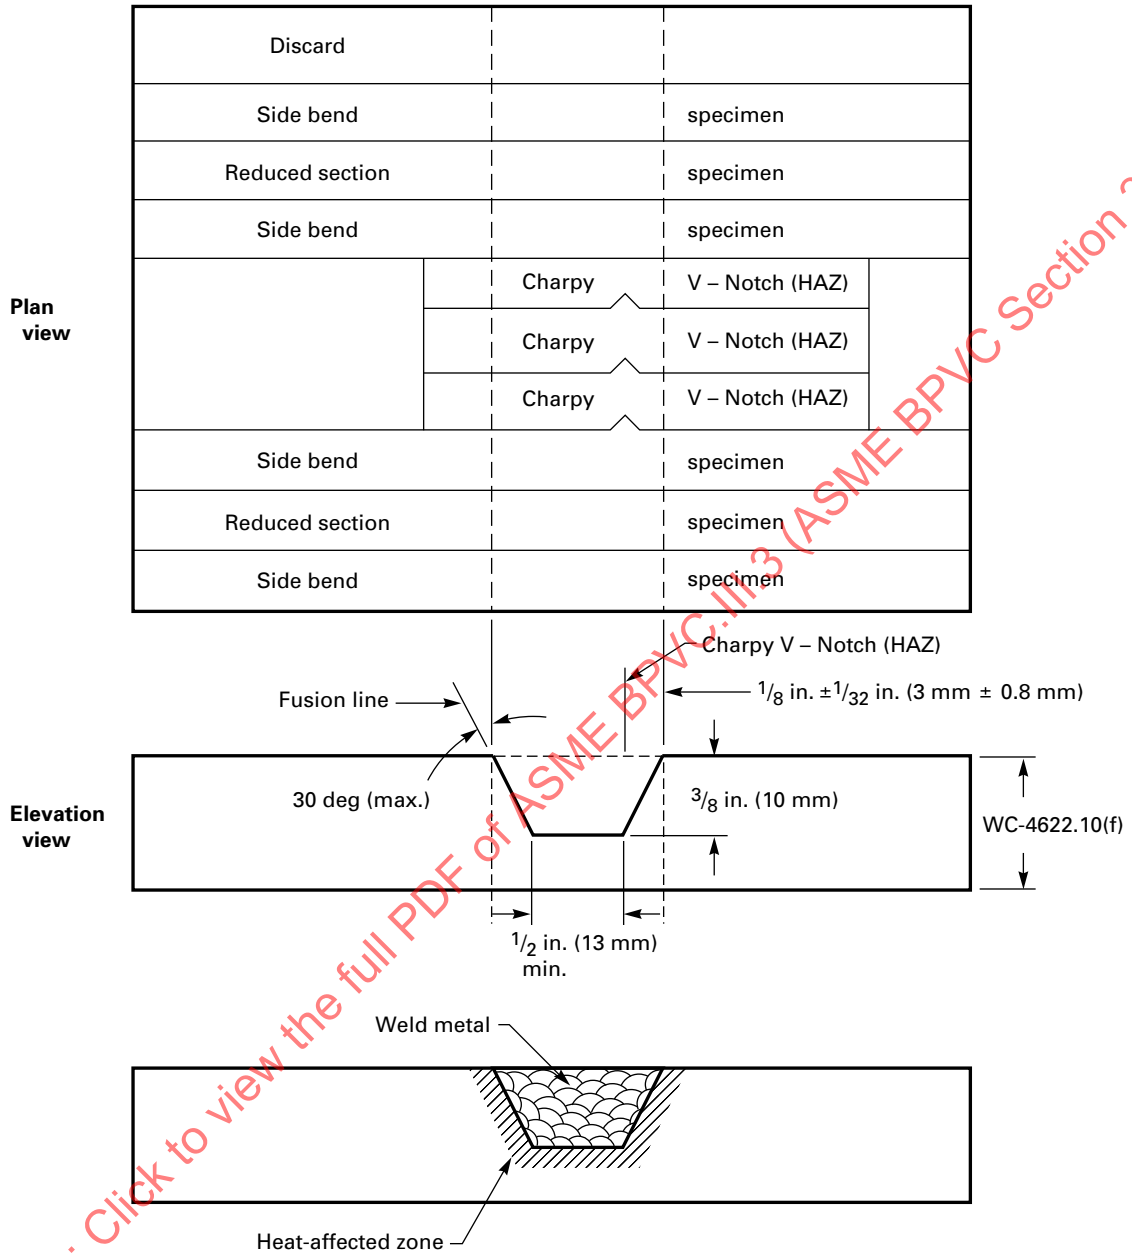 Discard
Side bend specimen
Reduced section specimen
Side bend specimen
Plan
view
Charpy V – Notch (HAZ)
Charpy V – Notch (HAZ)
Charpy V – Notch (HAZ)
Side bend specimen
Reduced section specimen
Side bend specimen
Charpy V – Notch (HAZ)
Fusion line
1/8 in. ±1/32 in. (3 mm ± 0.8 mm)
Elevation
view
30 deg (max.)
3/8 in. (10 mm)
WC-4622.10(f)
1/2 in. (13 mm)
min.
Weld metal
Heat-affected zone
: Click to view the full PDF of ASME BPVC.III.3 (ASME BPVC Section